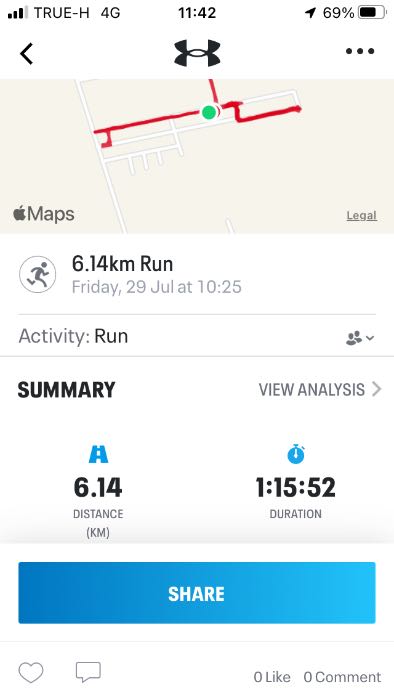 TRUE-H 4G 11:42 69%
Maps
Legal
6.14km Run
Friday, 29 Jul at 10:25
Activity: Run
SUMMARY
VIEW ANALYSIS
6.14 1:15:52
DISTANCE DURATION
(KM)
SHARE
0 Like 0 Comment